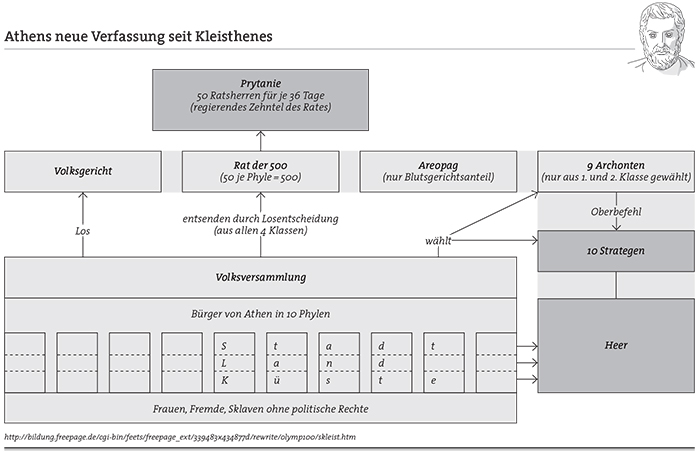 Athens neue Verfassung seit Kleisthenes
Prytanie
50 Ratsherren für je 36 Tage
(regierendes Zehntel des Rates)
Volksgericht
Rat der 500
(50 je Phyle = 500)
Areopag
(nur Blutsgerichtsanteil)
9 Archonten
(nur aus 1. und 2. Klasse gewählt)
Los
entsenden durch Losentscheidung
(aus allen 4 Klassen)
wählt
Oberbefehl
10 Strategen
Volksversammlung
Bürger von Athen in 10 Phylen
S t a d t
L a n d
K ü s t e
Heer
Frauen, Fremde, Sklaven ohne politische Rechte
http://bildung.freepage.de/cgi-bin/feets/freepage_ext/339483x434877d/rewrite/olymp100/skleist.htm